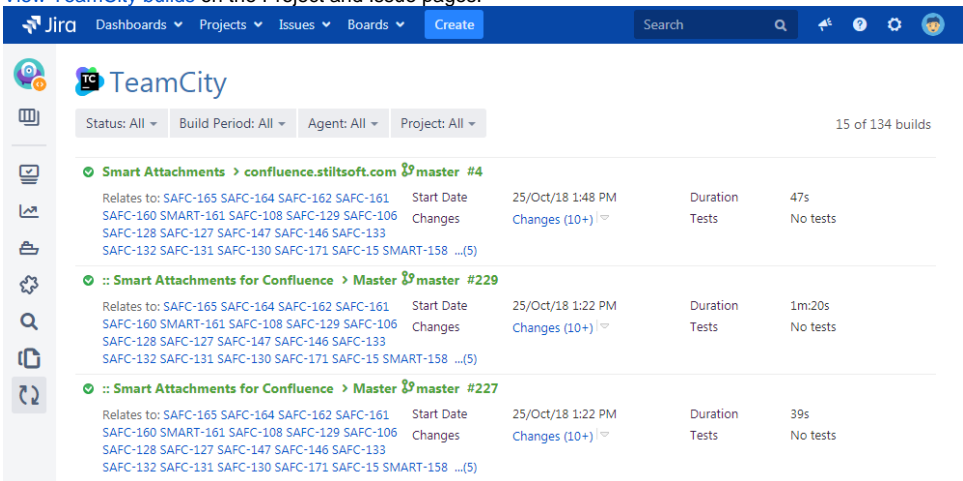 View TeamCity builds on the Project and Issue pages.
Jira Dashboards Projects Issues Boards Create Search
TC TeamCity
Status: All Build Period: All Agent: All Project: All 15 of 134 builds
Smart Attachments > confluence.stiltsoft.com master #4
Relates to: SAFC-165 SAFC-164 SAFC-162 SAFC-161 Start Date 25/Oct/18 1:48 PM Duration 47s
SAFC-160 SMART-161 SAFC-108 SAFC-129 SAFC-106 Changes Changes (10+) Tests No tests
SAFC-128 SAFC-127 SAFC-147 SAFC-146 SAFC-133
SAFC-132 SAFC-131 SAFC-130 SAFC-171 SAFC-15 SMART-158 ...(5)
:: Smart Attachments for Confluence > Master master #229
Relates to: SAFC-165 SAFC-164 SAFC-162 SAFC-161 Start Date 25/Oct/18 1:22 PM Duration 1m:20s
SAFC-160 SMART-161 SAFC-108 SAFC-129 SAFC-106 Changes Changes (10+) Tests No tests
SAFC-128 SAFC-127 SAFC-147 SAFC-146 SAFC-133
SAFC-132 SAFC-131 SAFC-130 SAFC-171 SAFC-15 SMART-158 ...(5)
:: Smart Attachments for Confluence > Master master #227
Relates to: SAFC-165 SAFC-164 SAFC-162 SAFC-161 Start Date 25/Oct/18 1:22 PM Duration 39s
SAFC-160 SMART-161 SAFC-108 SAFC-129 SAFC-106 Changes Changes (10+) Tests No tests
SAFC-128 SAFC-127 SAFC-147 SAFC-146 SAFC-133
SAFC-132 SAFC-131 SAFC-130 SAFC-171 SAFC-15 SMART-158 ...(5)